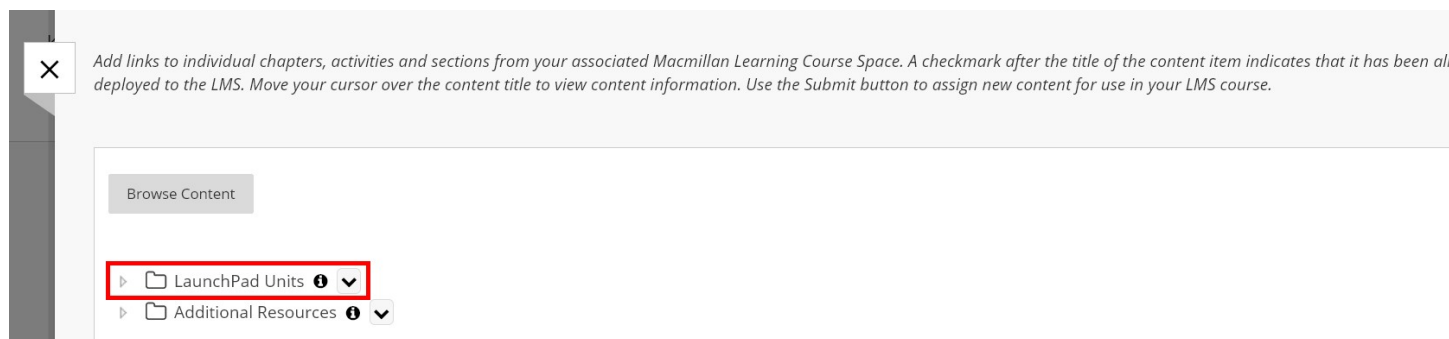 Add links to individual chapters, activities and sections from your associated Macmillan Learning Course Space. A checkmark after the title of the content item indicates that it has been
deployed to the LMS. Move your cursor over the content title to view content information. Use the Submit button to assign new content for use in your LMS course.
Browse Content
LaunchPad Units
Additional Resources